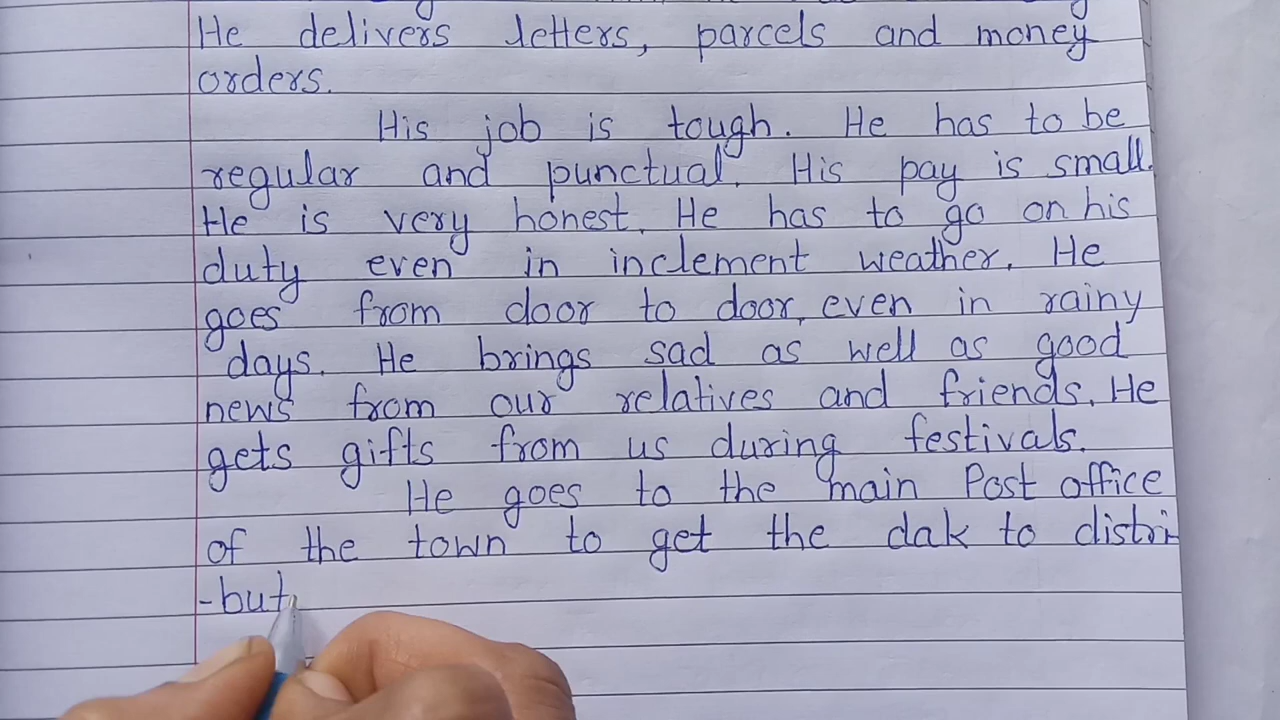 He delivers letters, parcels and money
orders.
His job is tough. He has to be
regular and punctual. His pay is small.
He is very honest. He has to go on his
duty even in inclement weather. He
goes from door to door, even in rainy
days. He brings sad as well as good
news from our relatives and friends. He
gets gifts from us during festivals.
He goes to the main Post office
of the town to get the dak to distri-
-but